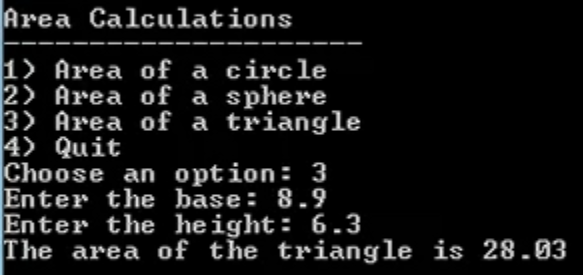 Area Calculations
---------------------
1) Area of a circle
2) Area of a sphere
3) Area of a triangle
4) Quit
Choose an option: 3
Enter the base: 8.9
Enter the height: 6.3
The area of the triangle is 28.03